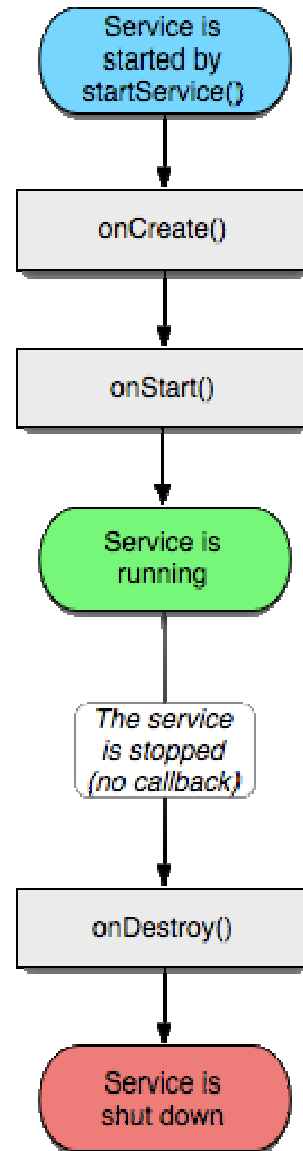 Service is
started by
startService()
onCreate()
onStart()
Service is
running
The service
is stopped
(no callback)
onDestroy()
Service is
shut down